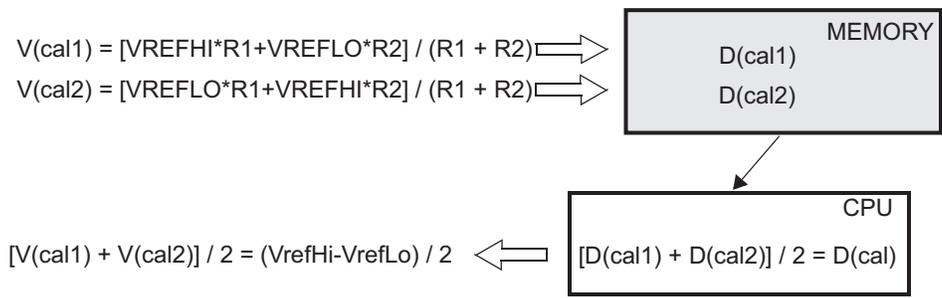 V(cal1) = [VREFHI*R1+VREFLO*R2] / (R1 + R2)
V(cal2) = [VREFLO*R1+VREFHI*R2] / (R1 + R2)
MEMORY
D(cal1)
D(cal2)
CPU
[V(cal1) + V(cal2)] / 2 = (VrefHi-VrefLo) / 2
[D(cal1) + D(cal2)] / 2 = D(cal)